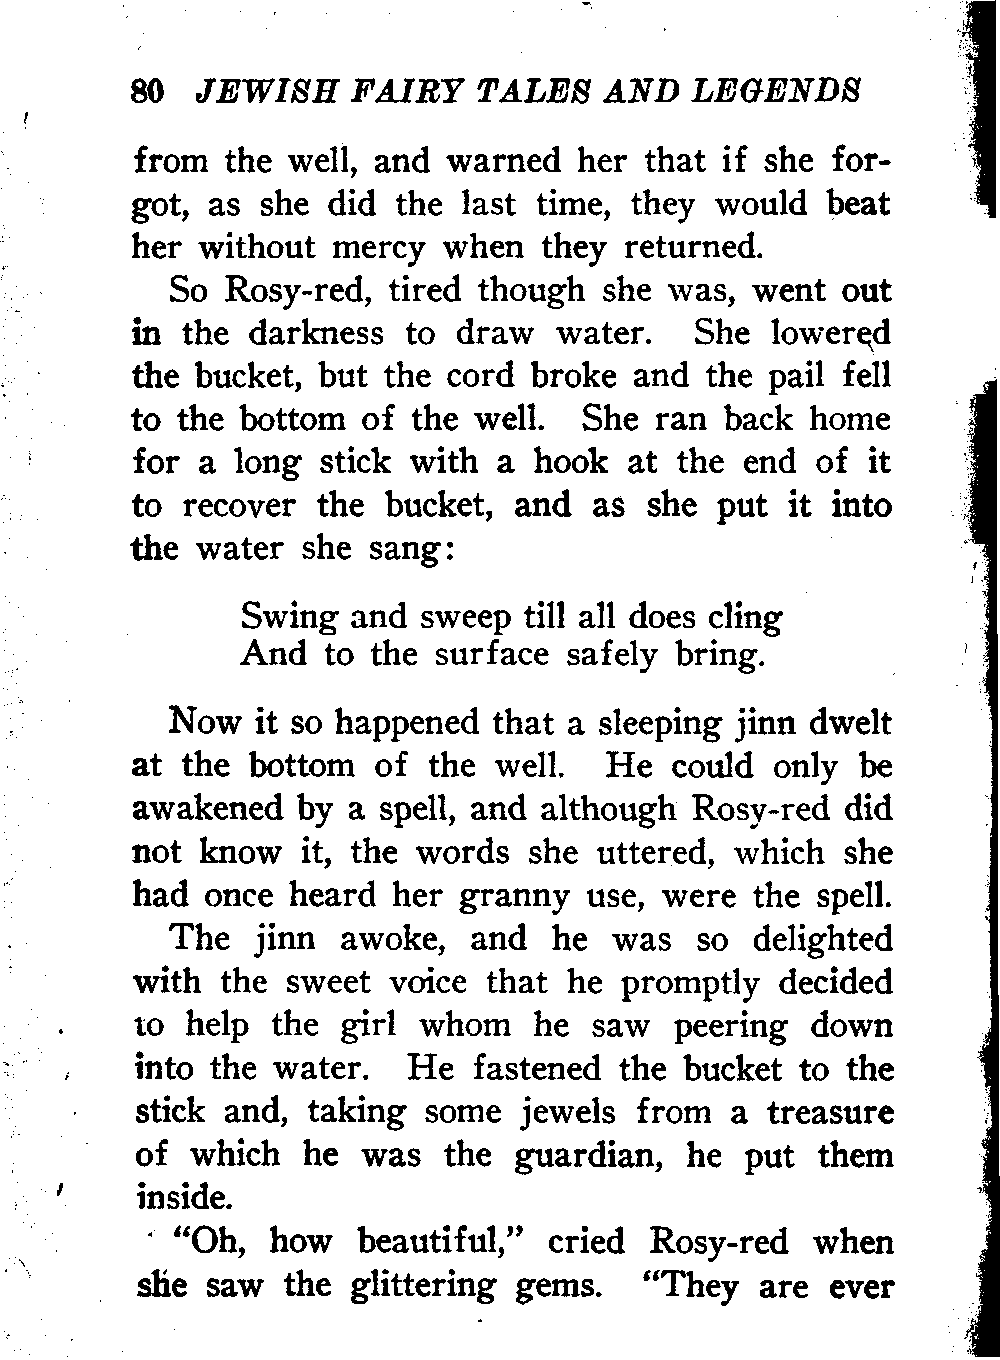 80 JEWISH FAIRY TALES AND LEGENDS
from the well, and warned her that if she for-
got, as she did the last time, they would beat
her without mercy when they returned.
So Rosy-red, tired though she was, went out
in the darkness to draw water. She lowered
the bucket, but the cord broke and the pail fell
to the bottom of the well. She ran back home
for a long stick with a hook at the end of it
to recover the bucket, and as she put it into
the water she sang:
Swing and sweep till all does cling
And to the surface safely bring.
Now it so happened that a sleeping jinn dwelt
at the bottom of the well. He could only be
awakened by a spell, and although Rosy-red did
not know it, the words she uttered, which she
had once heard her granny use, were the spell.
The jinn awoke, and he was so delighted
with the sweet voice that he promptly decided
to help the girl whom he saw peering down
into the water. He fastened the bucket to the
stick and, taking some jewels from a treasure
of which he was the guardian, he put them
inside.
“Oh, how beautiful,” cried Rosy-red when
she saw the glittering gems. “They are ever